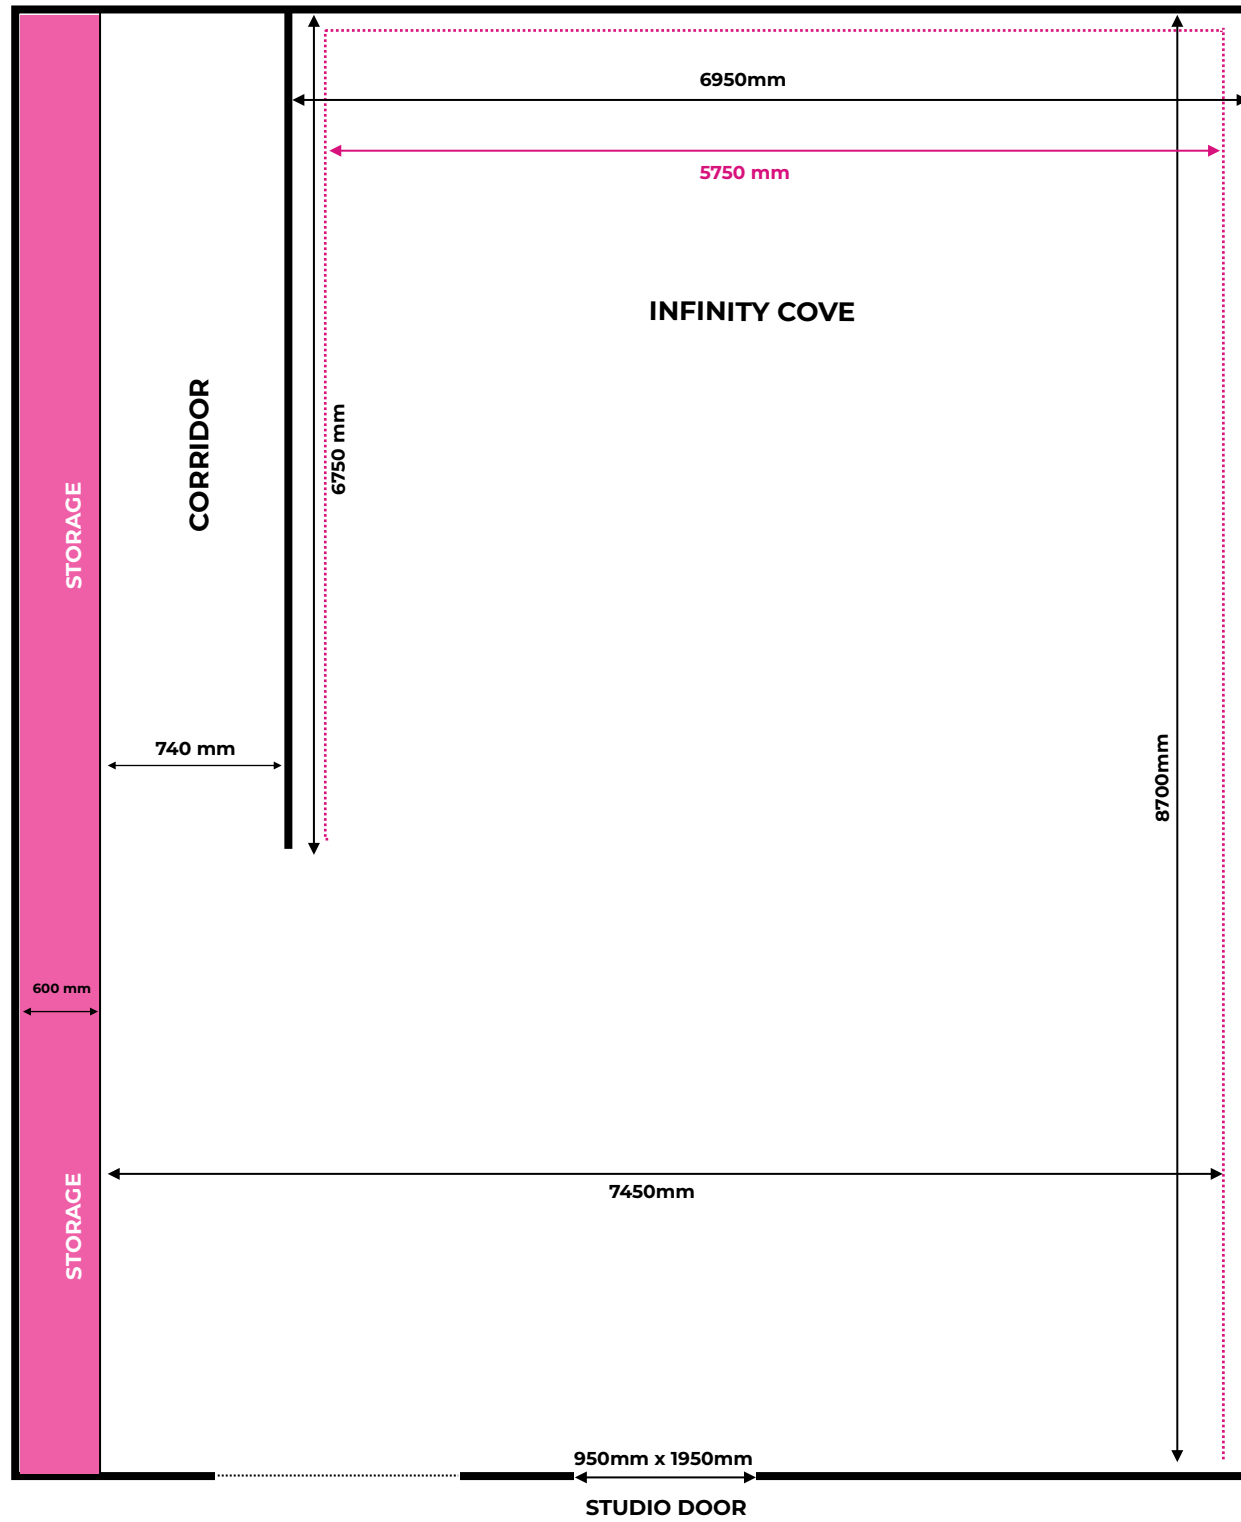 6950mm
5750 mm
INFINITY COVE
CORRIDOR
6750 mm
STORAGE
740 mm
8700mm
600 mm
STORAGE
7450mm
950mm x 1950mm
STUDIO DOOR